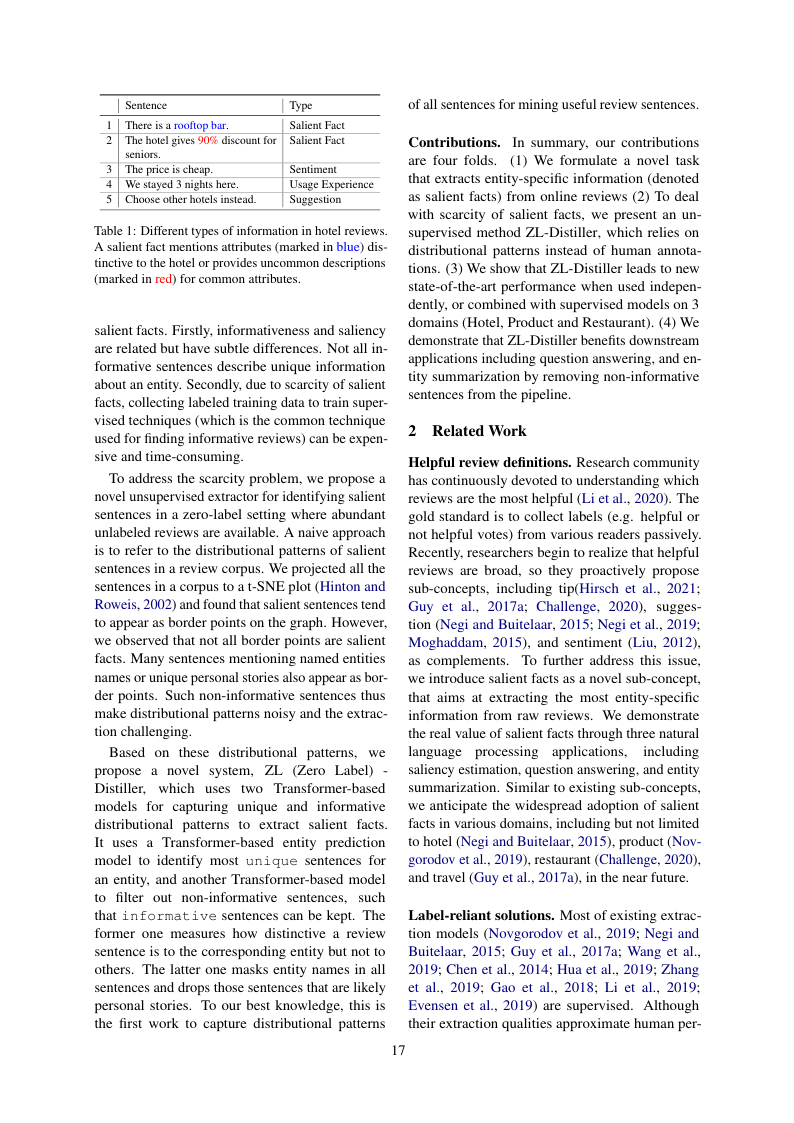 Sentence Type
1 There is a rooftop bar. Salient Fact
2 The hotel gives 90% discount for Salient Fact
seniors.
3 The price is cheap. Sentiment
4 We stayed 3 nights here. Usage Experience
5 Choose other hotels instead. Suggestion
Table 1: Different types of information in hotel reviews.
A salient fact mentions attributes (marked in blue) dis-
tinctive to the hotel or provides uncommon descriptions
(marked in red) for common attributes.
salient facts. Firstly, informativeness and saliency
are related but have subtle differences. Not all in-
formative sentences describe unique information
about an entity. Secondly, due to scarcity of salient
facts, collecting labeled training data to train super-
vised techniques (which is the common technique
used for finding informative reviews) can be expen-
sive and time-consuming.
To address the scarcity problem, we propose a
novel unsupervised extractor for identifying salient
sentences in a zero-label setting where abundant
unlabeled reviews are available. A naive approach
is to refer to the distributional patterns of salient
sentences in a review corpus. We projected all the
sentences in a corpus to a t-SNE plot (Hinton and
Roweis, 2002) and found that salient sentences tend
to appear as border points on the graph. However,
we observed that not all border points are salient
facts. Many sentences mentioning named entities
names or unique personal stories also appear as bor-
der points. Such non-informative sentences thus
make distributional patterns noisy and the extrac-
tion challenging.
Based on these distributional patterns, we
propose a novel system, ZL (Zero Label) -
Distiller, which uses two Transformer-based
models for capturing unique and informative
distributional patterns to extract salient facts.
It uses a Transformer-based entity prediction
model to identify most unique sentences for
an entity, and another Transformer-based model
to filter out non-informative sentences, such
that informative sentences can be kept. The
former one measures how distinctive a review
sentence is to the corresponding entity but not to
others. The latter one masks entity names in all
sentences and drops those sentences that are likely
personal stories. To our best knowledge, this is
the first work to capture distributional patterns
of all sentences for mining useful review sentences.
Contributions. In summary, our contributions
are four folds. (1) We formulate a novel task
that extracts entity-specific information (denoted
as salient facts) from online reviews (2) To deal
with scarcity of salient facts, we present an un-
supervised method ZL-Distiller, which relies on
distributional patterns instead of human annota-
tions. (3) We show that ZL-Distiller leads to new
state-of-the-art performance when used indepen-
dently, or combined with supervised models on 3
domains (Hotel, Product and Restaurant). (4) We
demonstrate that ZL-Distiller benefits downstream
applications including question answering, and en-
tity summarization by removing non-informative
sentences from the pipeline.
2 Related Work
Helpful review definitions. Research community
has continuously devoted to understanding which
reviews are the most helpful (Li et al., 2020). The
gold standard is to collect labels (e.g. helpful or
not helpful votes) from various readers passively.
Recently, researchers begin to realize that helpful
reviews are broad, so they proactively propose
sub-concepts, including tip(Hirsch et al., 2021;
Guy et al., 2017a; Challenge, 2020), sugges-
tion (Negi and Buitelaar, 2015; Negi et al., 2019;
Moghaddam, 2015), and sentiment (Liu, 2012),
as complements. To further address this issue,
we introduce salient facts as a novel sub-concept,
that aims at extracting the most entity-specific
information from raw reviews. We demonstrate
the real value of salient facts through three natural
language processing applications, including
saliency estimation, question answering, and entity
summarization. Similar to existing sub-concepts,
we anticipate the widespread adoption of salient
facts in various domains, including but not limited
to hotel (Negi and Buitelaar, 2015), product (Nov-
gorodov et al., 2019), restaurant (Challenge, 2020),
and travel (Guy et al., 2017a), in the near future.
Label-reliant solutions. Most of existing extrac-
tion models (Novgorodov et al., 2019; Negi and
Buitelaar, 2015; Guy et al., 2017a; Wang et al.,
2019; Chen et al., 2014; Hua et al., 2019; Zhang
et al., 2019; Gao et al., 2018; Li et al., 2019;
Evensen et al., 2019) are supervised. Although
their extraction qualities approximate human per-
17